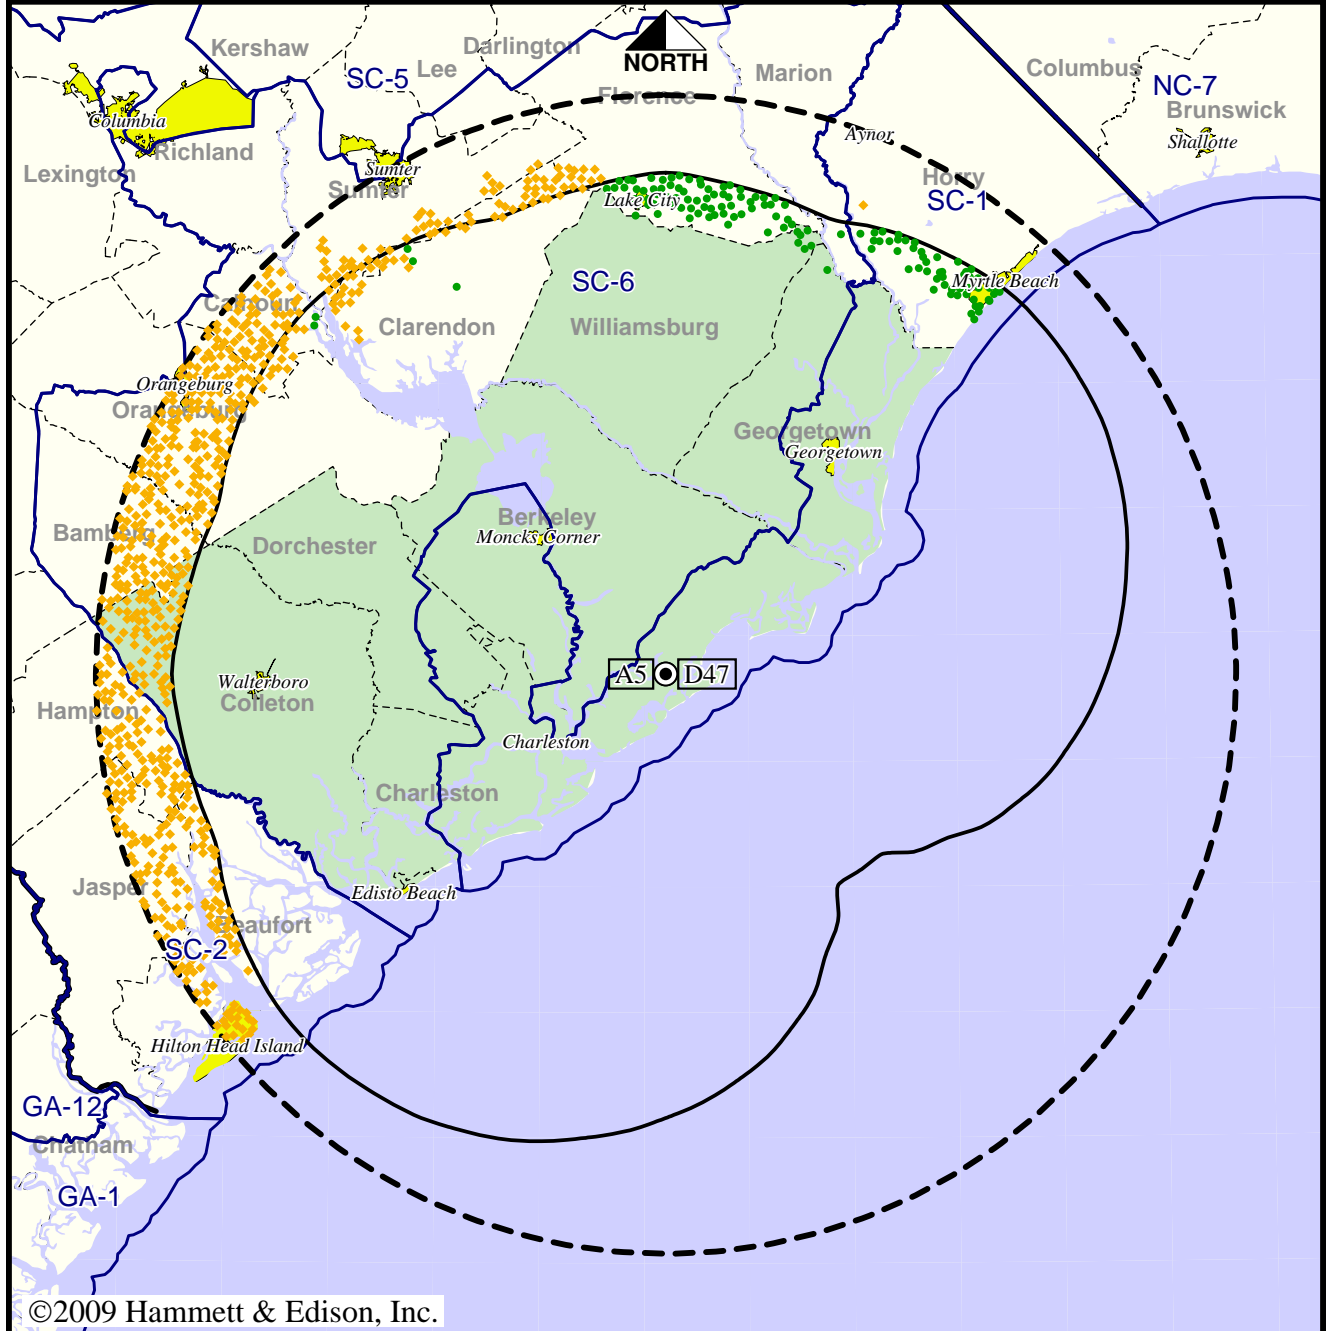 Kershaw
Darlington
Lee
SC-5
NORTH
Marion
Columbus
NC-7
Florence
Brunswick
Columbia
Aynor
Shallotte
Richland
Lexington
Sumter
Sumter
Horry
SC-1
Lake City
SC-6
Myrtle Beach
Calhoun
Clarendon
Williamsburg
Orangeburg
Orangeburg
Georgetown
Georgetown
Bamberg
Berkeley
Moncks Corner
Dorchester
A5
D47
Walterboro
Colleton
Hampton
Charleston
Charleston
Jasper
Edisto Beach
Beaufort
SC-2
Hilton Head Island
GA-12
Chatham
GA-1
©2009 Hammett & Edison, Inc.